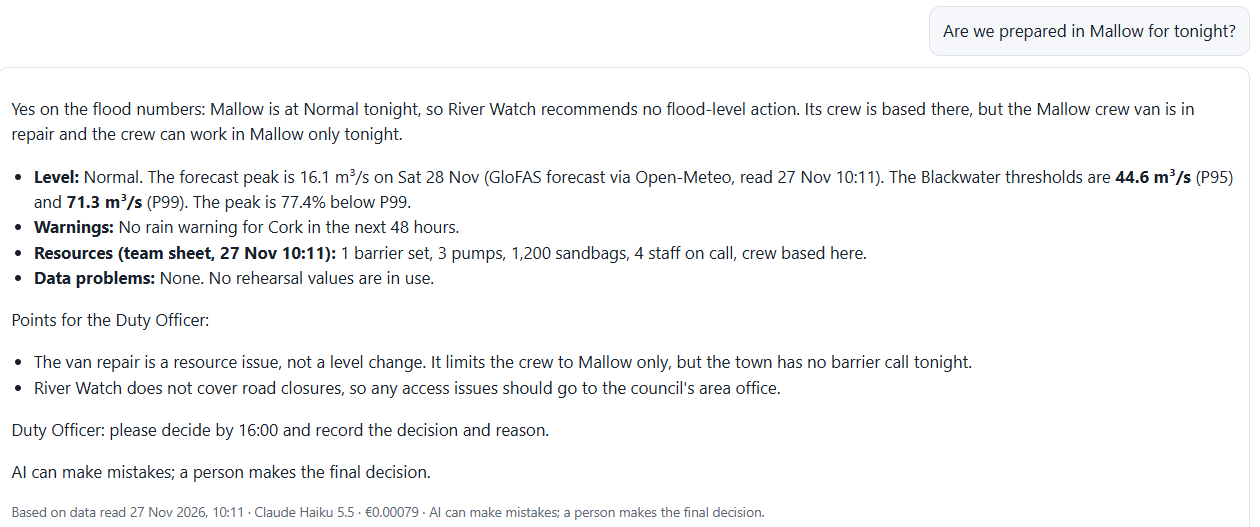 Are we prepared in Mallow for tonight?
Yes on the flood numbers: Mallow is at Normal tonight, so River Watch recommends no flood-level action. Its crew is based there, but the Mallow crew van is in
repair and the crew can work in Mallow only tonight.
• Level: Normal. The forecast peak is 16.1 m³/s on Sat 28 Nov (GloFAS forecast via Open-Meteo, read 27 Nov 10:11). The Blackwater thresholds are 44.6 m³/s (P95)
and 71.3 m³/s (P99). The peak is 77.4% below P99.
• Warnings: No rain warning for Cork in the next 48 hours.
• Resources (team sheet, 27 Nov 10:11): 1 barrier set, 3 pumps, 1,200 sandbags, 4 staff on call, crew based here.
• Data problems: None. No rehearsal values are in use.
Points for the Duty Officer:
• The van repair is a resource issue, not a level change. It limits the crew to Mallow only, but the town has no barrier call tonight.
• River Watch does not cover road closures, so any access issues should go to the council's area office.
Duty Officer: please decide by 16:00 and record the decision and reason.
AI can make mistakes; a person makes the final decision.
Based on data read 27 Nov 2026, 10:11 · Claude Haiku 5.5 · €0.00079 · AI can make mistakes; a person makes the final decision.